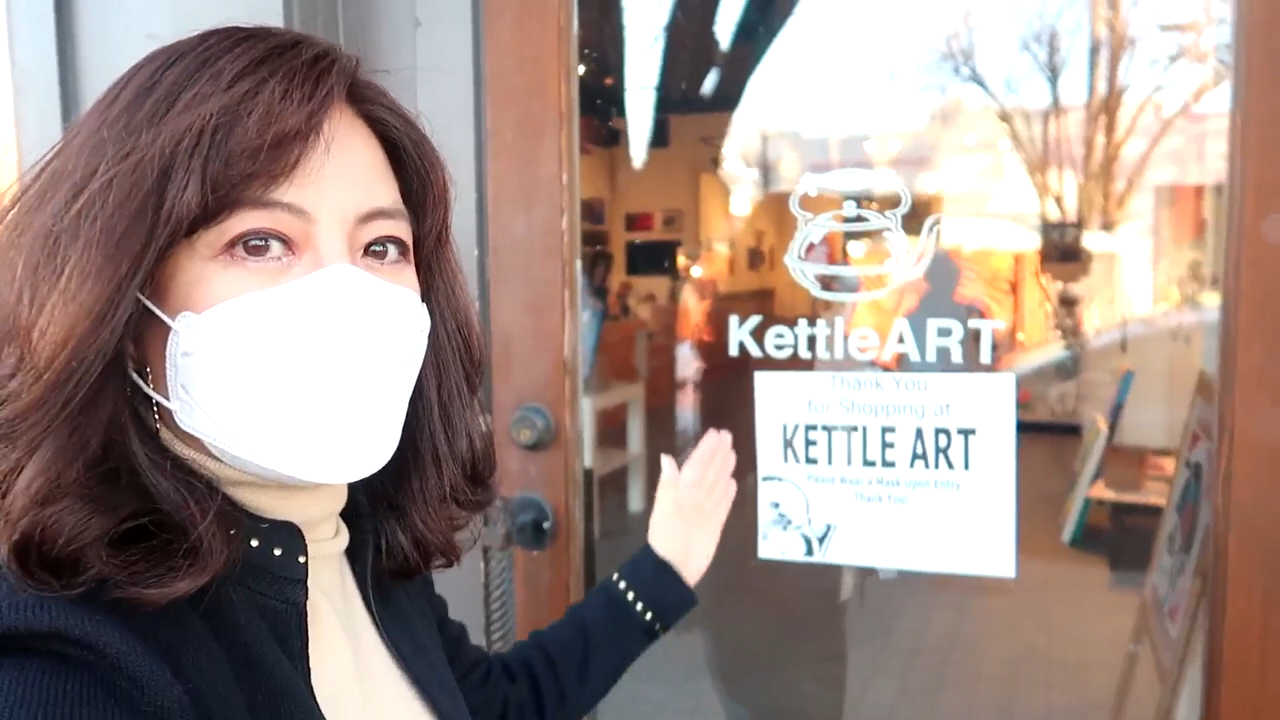 KettleART
Thank You
for Shopping at
KETTLE ART
Please Wear a Mask Upon Entry
Thank You!